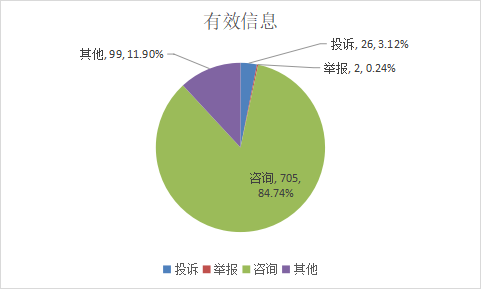 有效信息
投诉, 26, 3.12%
其他, 99, 11.90%
举报, 2, 0.24%
咨询, 705,
84.74%
投诉 举报 咨询 其他